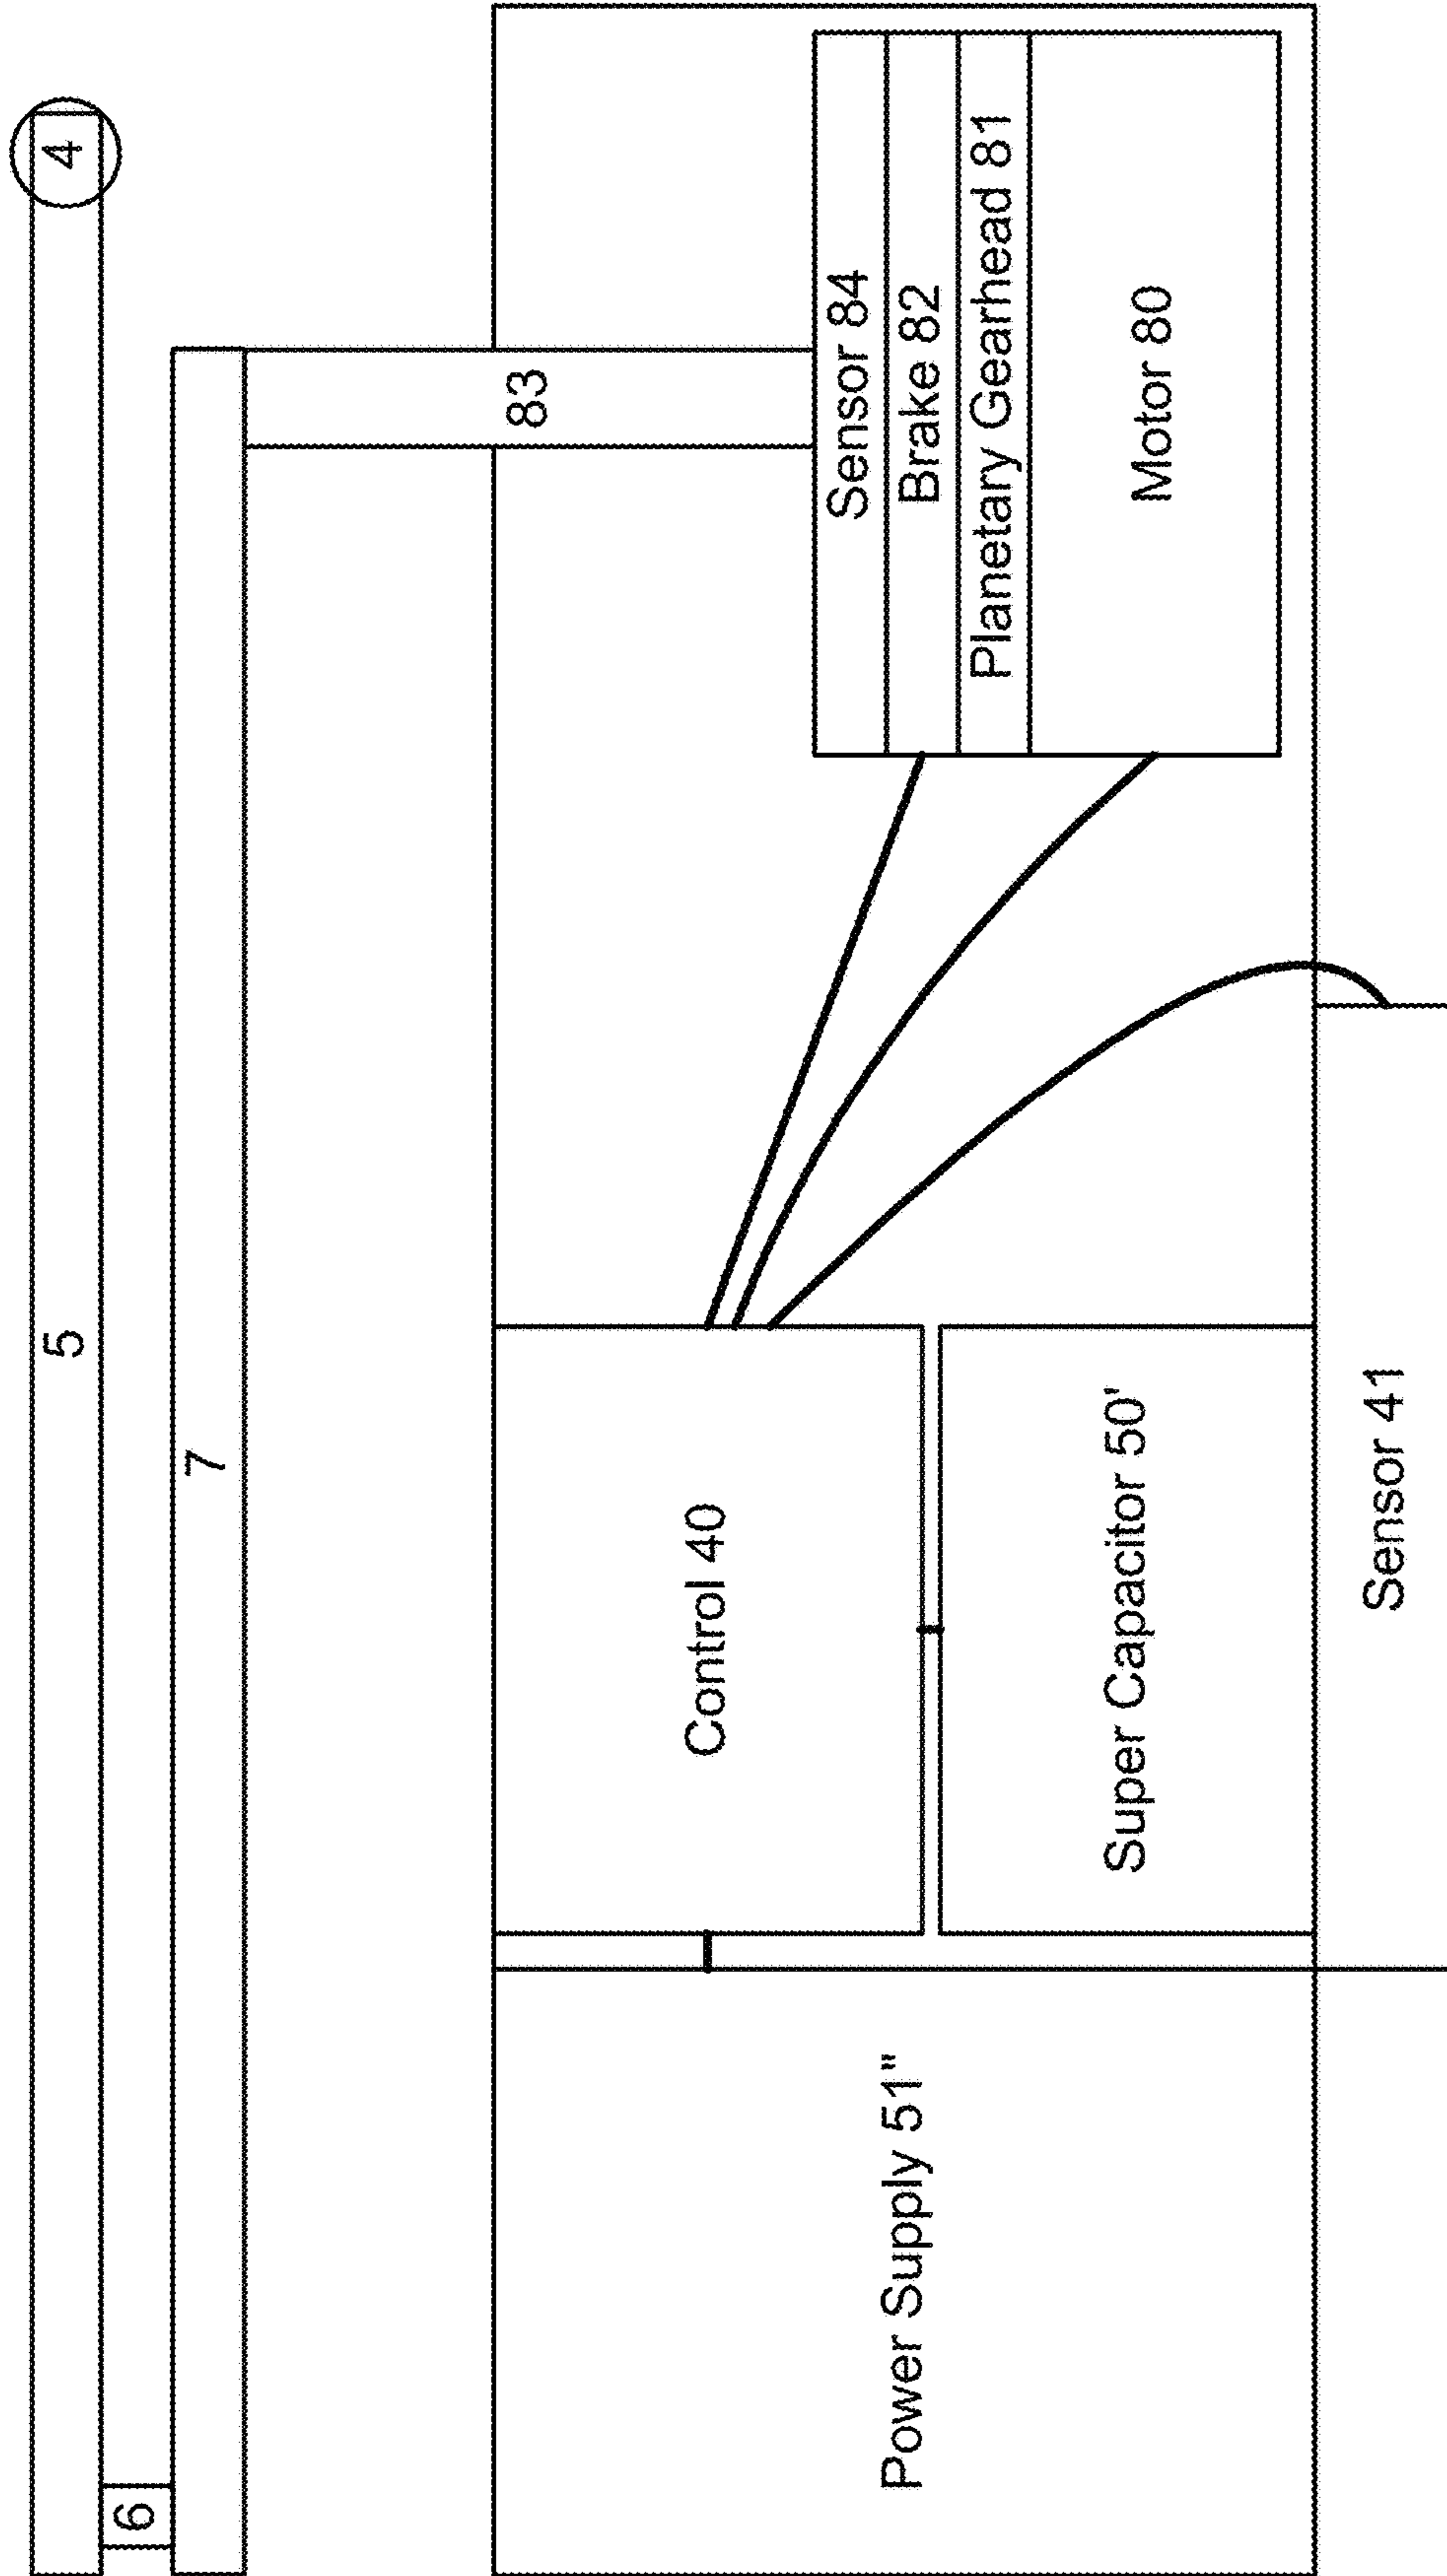 4
5
6
7
83
Sensor 84
Brake 82
Planetary Gearhead 81
Motor 80
Control 40
Super Capacitor 50'
Power Supply 51"
Sensor 41